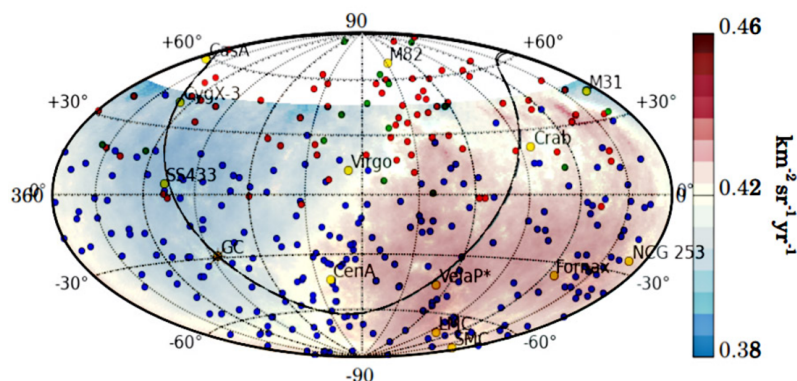 90
+60°
+60°
0.46
CasA
M82
M31
CygX-3
+30°
+30°
Crab
Virgo
SS433
360
0°
0°
0.42
km⁻² sr⁻¹ yr⁻¹
GC
NCG 253
CenA
VelaP*
Fornax
-30°
-30°
LMC
SMC
-60°
-60°
0.38
-90